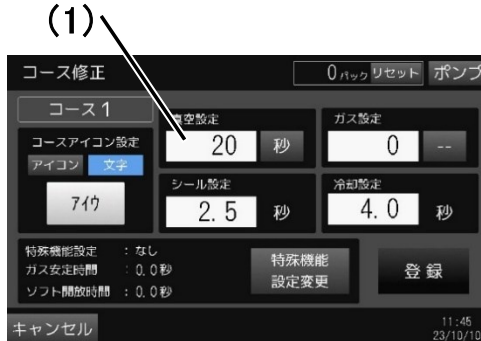 (1)
コース修正
0パック リセット ポンプ
コース1
コースアイコン設定
アイコン 文字
アイウ
真空設定
20 秒
ガス設定
0 --
シール設定
2.5 秒
冷却設定
4.0 秒
特殊機能設定 : なし
ガス安定時間 : 0.0秒
ソフト開放時間 : 0.0秒
特殊機能
設定変更
登録
キャンセル
11:45
23/10/10